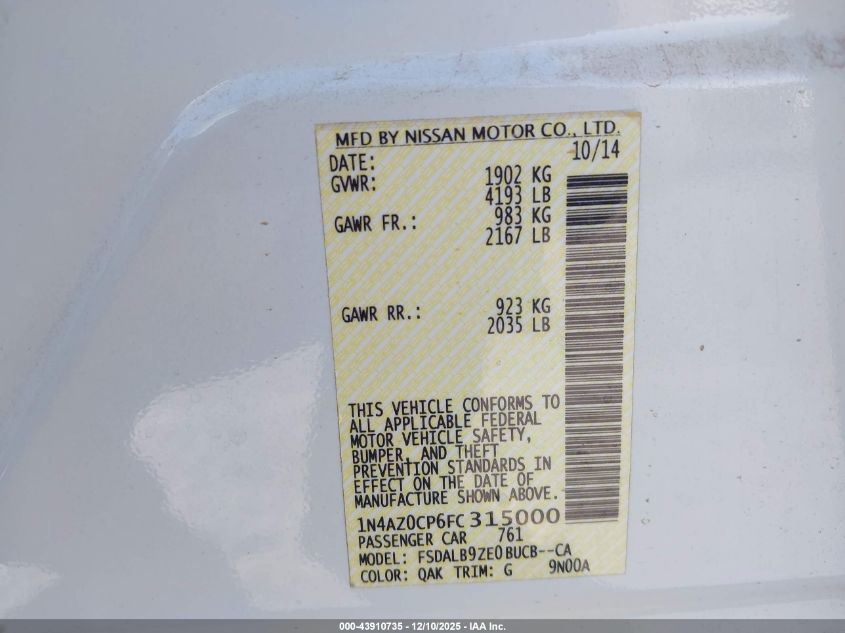 MFD BY NISSAN MOTOR CO., LTD.
DATE: 10/14
GVWR: 1902 KG
4193 LB
GAWR FR.: 983 KG
2167 LB
GAWR RR.: 923 KG
2035 LB
THIS VEHICLE CONFORMS TO
ALL APPLICABLE FEDERAL
MOTOR VEHICLE SAFETY,
BUMPER, AND THEFT
PREVENTION STANDARDS IN
EFFECT ON THE DATE OF
MANUFACTURE SHOWN ABOVE.
1N4AZ0CP6FC315000
PASSENGER CAR 761
MODEL: FSDALB9ZE0BUCB--CA
COLOR: QAK TRIM: G 9N00A
000-43910735 - 12/10/2025 - IAA Inc.